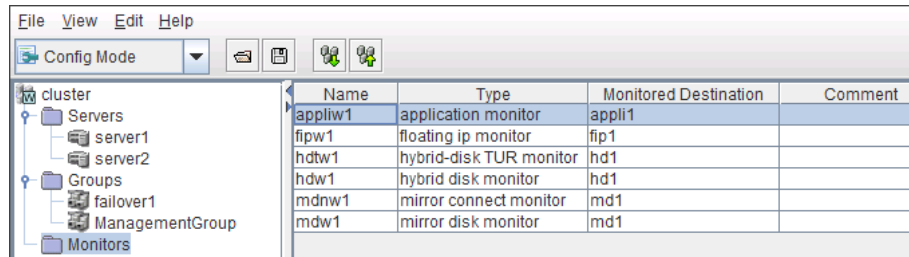 File View Edit Help
Config Mode
cluster
Servers
server1
server2
Groups
failover1
ManagementGroup
Monitors
Name Type Monitored Destination Comment
appliw1 application monitor appli1
fipw1 floating ip monitor fip1
hdtw1 hybrid-disk TUR monitor hd1
hdw1 hybrid disk monitor hd1
mdnw1 mirror connect monitor md1
mdw1 mirror disk monitor md1